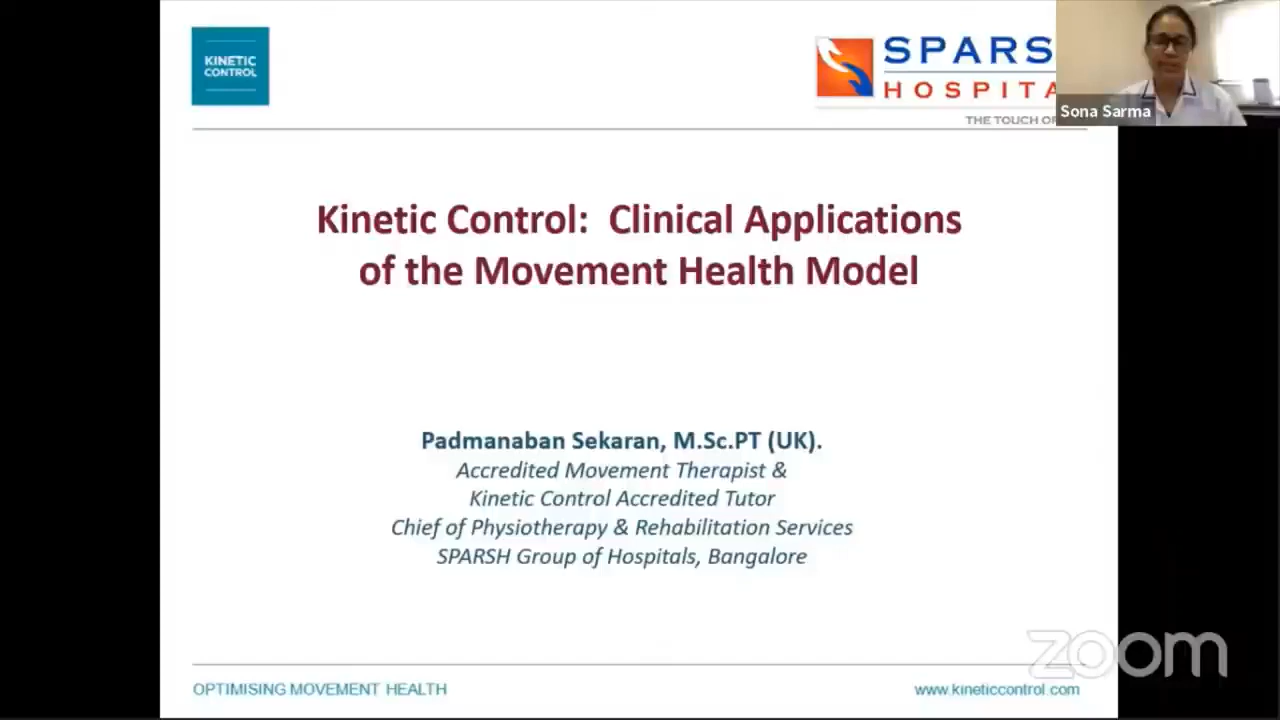 KINETIC
CONTROL
SPARS
HOSPITA
THE TOUCH OF
Sona Sarma
Kinetic Control: Clinical Applications
of the Movement Health Model
Padmanaban Sekaran, M.Sc.PT (UK).
Accredited Movement Therapist &
Kinetic Control Accredited Tutor
Chief of Physiotherapy & Rehabilitation Services
SPARSH Group of Hospitals, Bangalore
zoom
OPTIMISING MOVEMENT HEALTH
www.kineticcontrol.com